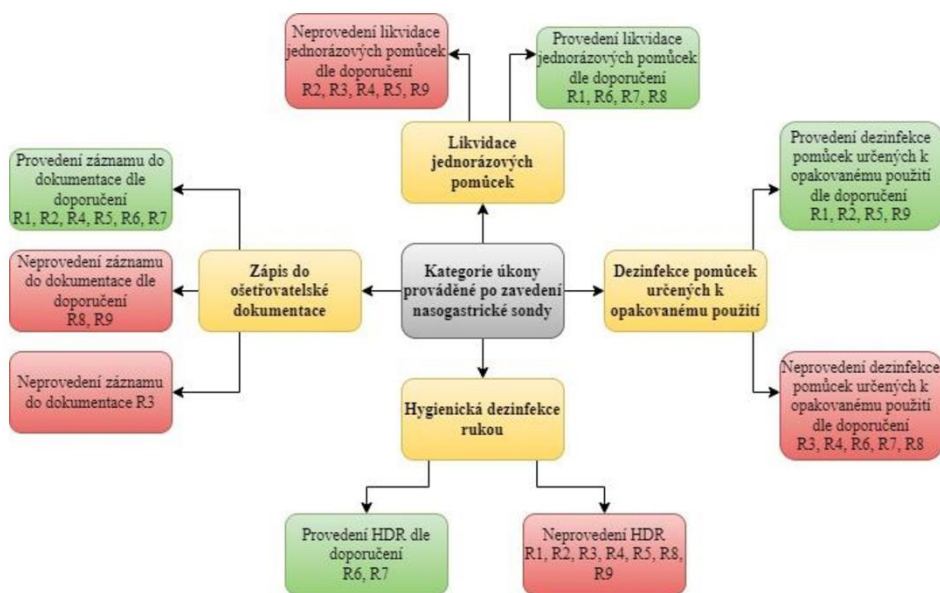 Neprovedení likvidace
jednorázových pomůcek
dle doporučení
R2, R3, R4, R5, R9
Provedení likvidace
jednorázových pomůcek
dle doporučení
R1, R6, R7, R8
Likvidace
jednorázových
pomůcek
Provedení záznamu do
dokumentace dle
doporučení
R1, R2, R4, R5, R6, R7
Provedení dezinfekce
pomůcek určených k
opakovanému použití
dle doporučení
R1, R2, R5, R9
Neprovedení záznamu
do dokumentace dle
doporučení
R8, R9
Zápis do
ošetřovatelské
dokumentace
Kategorie úkony
prováděné po zavedení
nasogastrické sondy
Dezinfekce pomůcek
určených k
opakovanému použití
Neprovedení záznamu
do dokumentace R3
Neprovedení dezinfekce
pomůcek určených k
opakovanému použití
dle doporučení
R3, R4, R6, R7, R8
Hygienická dezinfekce
rukou
Provedení HDR dle
doporučení
R6, R7
Neprovedení HDR
R1, R2, R3, R4, R5, R8,
R9